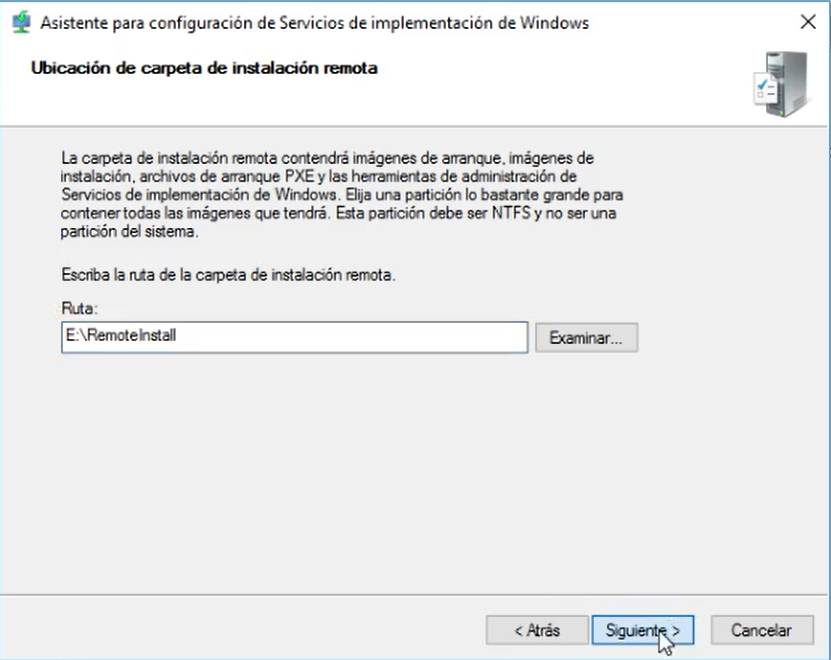 Asistente para configuración de Servicios de implementación de Windows
Ubicación de carpeta de instalación remota
La carpeta de instalación remota contendrá imágenes de arranque, imágenes de
instalación, archivos de arranque PXE y las herramientas de administración de
Servicios de implementación de Windows. Elija una partición lo bastante grande para
contener todas las imágenes que tendrá. Esta partición debe ser NTFS y no ser una
partición del sistema.
Escriba la ruta de la carpeta de instalación remota.
Ruta:
E:\RemoteInstall
Examinar...
< Atrás
Siguiente >
Cancelar